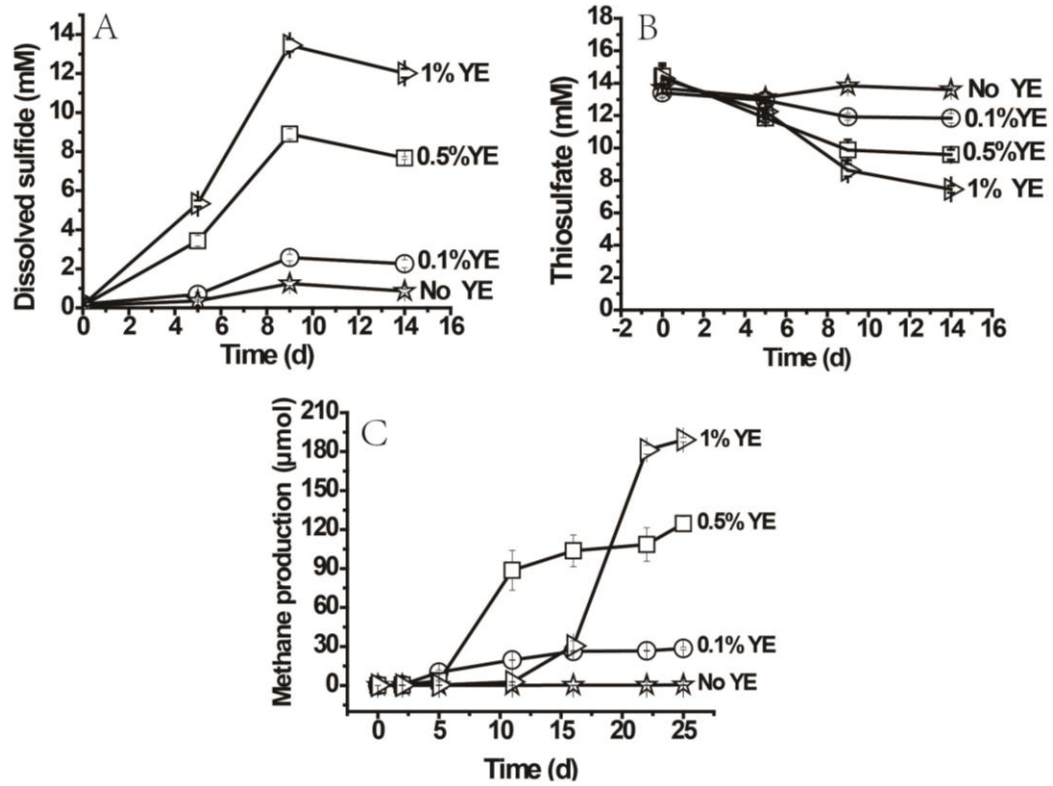 A
Dissolved sulfide (mM)
14
12
10
8
6
4
2
0
0 2 4 6 8 10 12 14 16
Time (d)
1% YE
0.5%YE
0.1%YE
No YE
B
Thiosulfate (mM)
18
16
14
12
10
8
6
4
2
0
-2 0 2 4 6 8 10 12 14 16
Time (d)
No YE
0.1%YE
0.5%YE
1% YE
C
Methane production (μmol)
210
180
150
120
90
60
30
0
0 5 10 15 20 25
Time (d)
1% YE
0.5% YE
0.1% YE
No YE